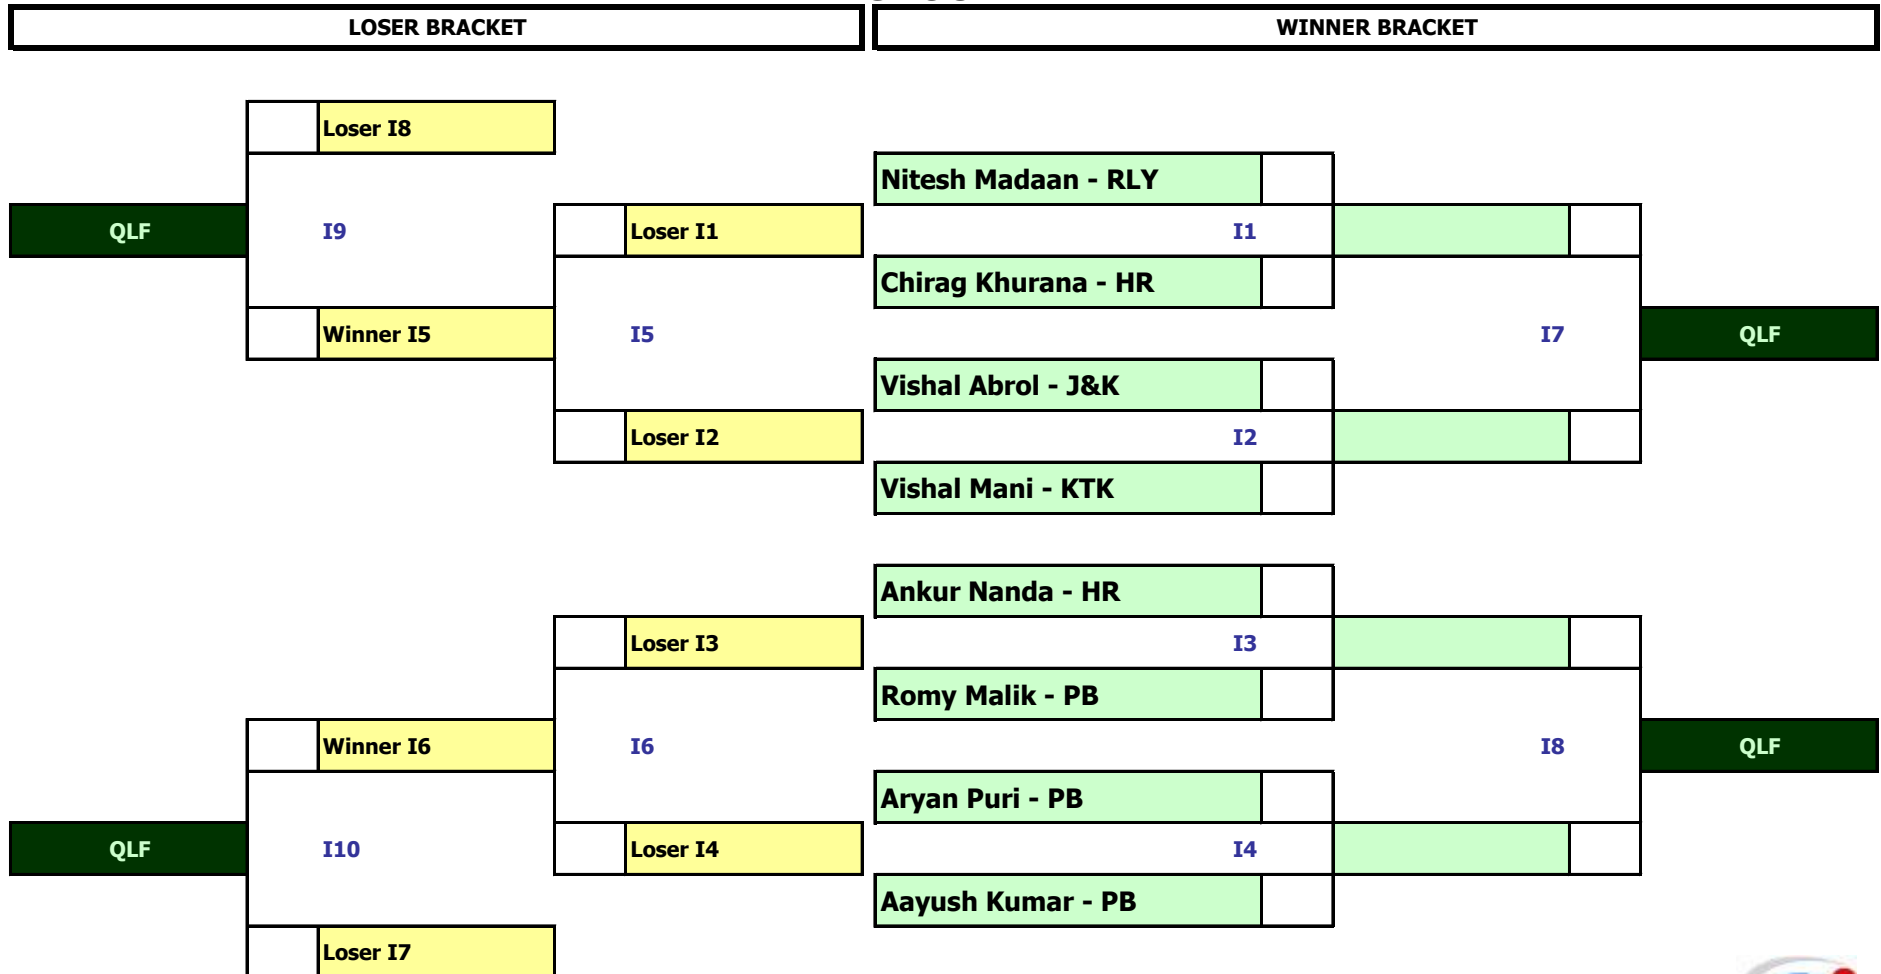 LOSER BRACKET WINNER BRACKET
Loser I8
Nitesh Madaan - RLY
QLF I9 Loser I1 I1
Chirag Khurana - HR
Winner I5 I5 I7 QLF
Vishal Abrol - J&K
Loser I2 I2
Vishal Mani - KTK
Ankur Nanda - HR
Loser I3 I3
Romy Malik - PB
Winner I6 I6 I8 QLF
Aryan Puri - PB
QLF I10 Loser I4 I4
Aayush Kumar - PB
Loser I7